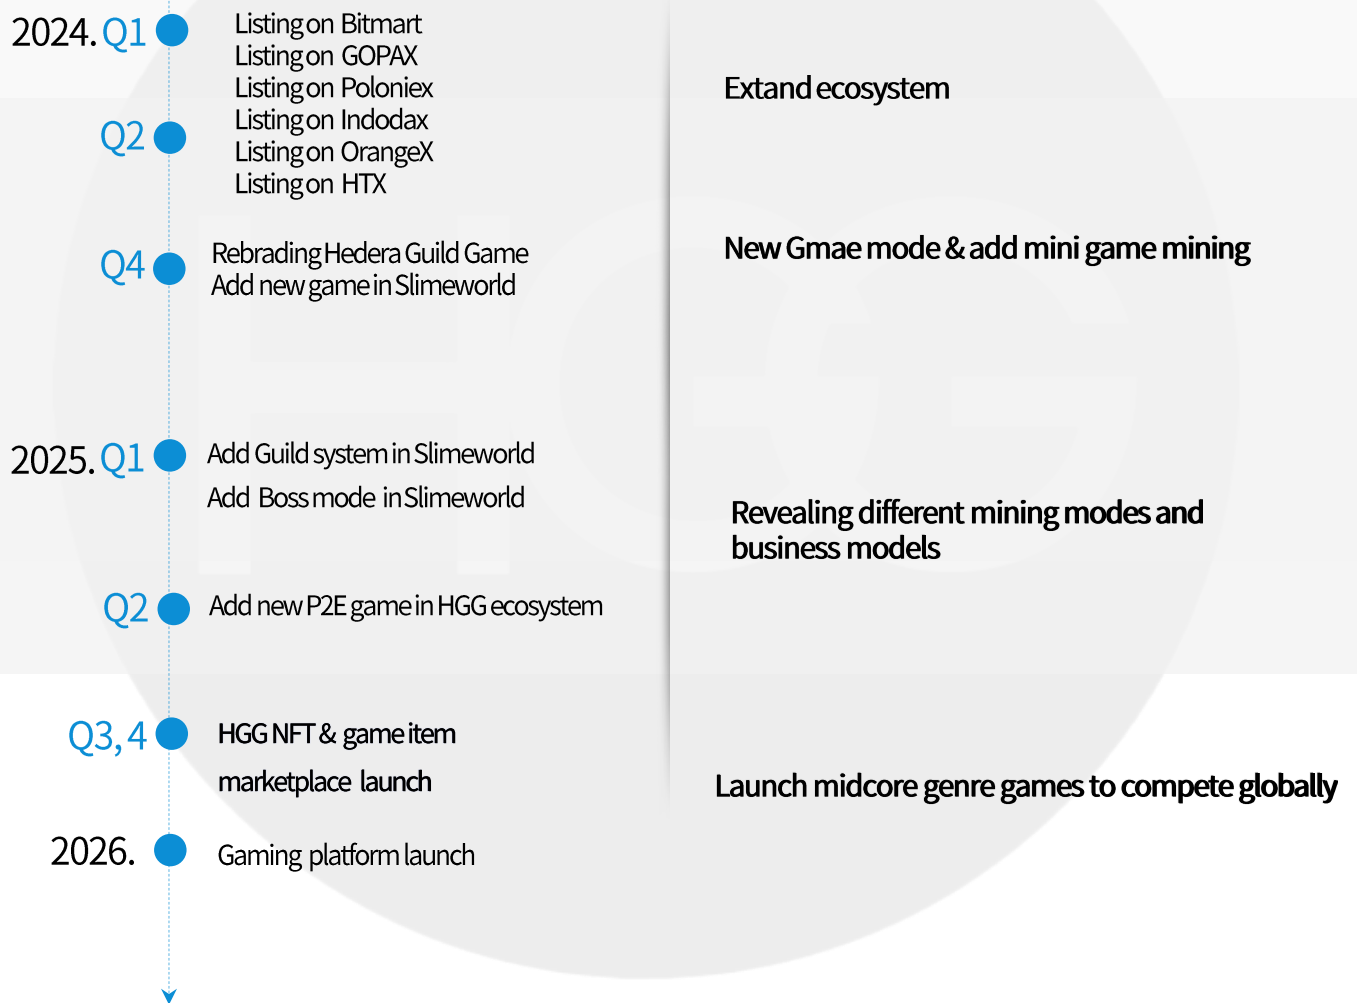 2024. Q1
Listing on Bitmart
Listing on GOPAX
Listing on Poloniex
Extand ecosystem
Q2
Listing on Indodax
Listing on OrangeX
Listing on HTX
Q4
Rebrading Hedera Guild Game
Add new game in Slimeworld
New Gmae mode & add mini game mining
HGG
2025. Q1
Add Guild system in Slimeworld
Add Boss mode in Slimeworld
Revealing different mining modes and
business models
Q2
Add new P2E game in HGG ecosystem
Q3, 4
HGG NFT & game item
marketplace launch
Launch midcore genre games to compete globally
2026.
Gaming platform launch